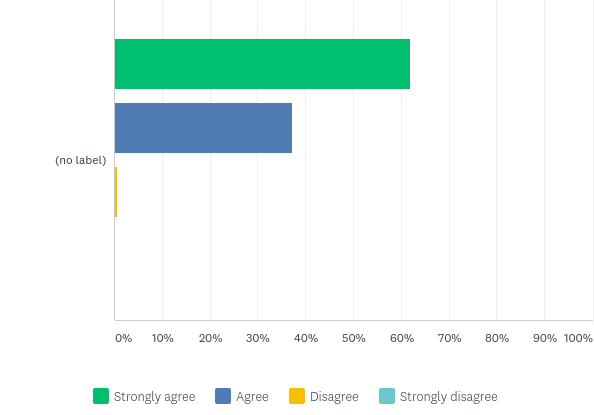 (no label)
0% 10% 20% 30% 40% 50% 60% 70% 80% 90% 100%
Strongly agree Agree Disagree Strongly disagree